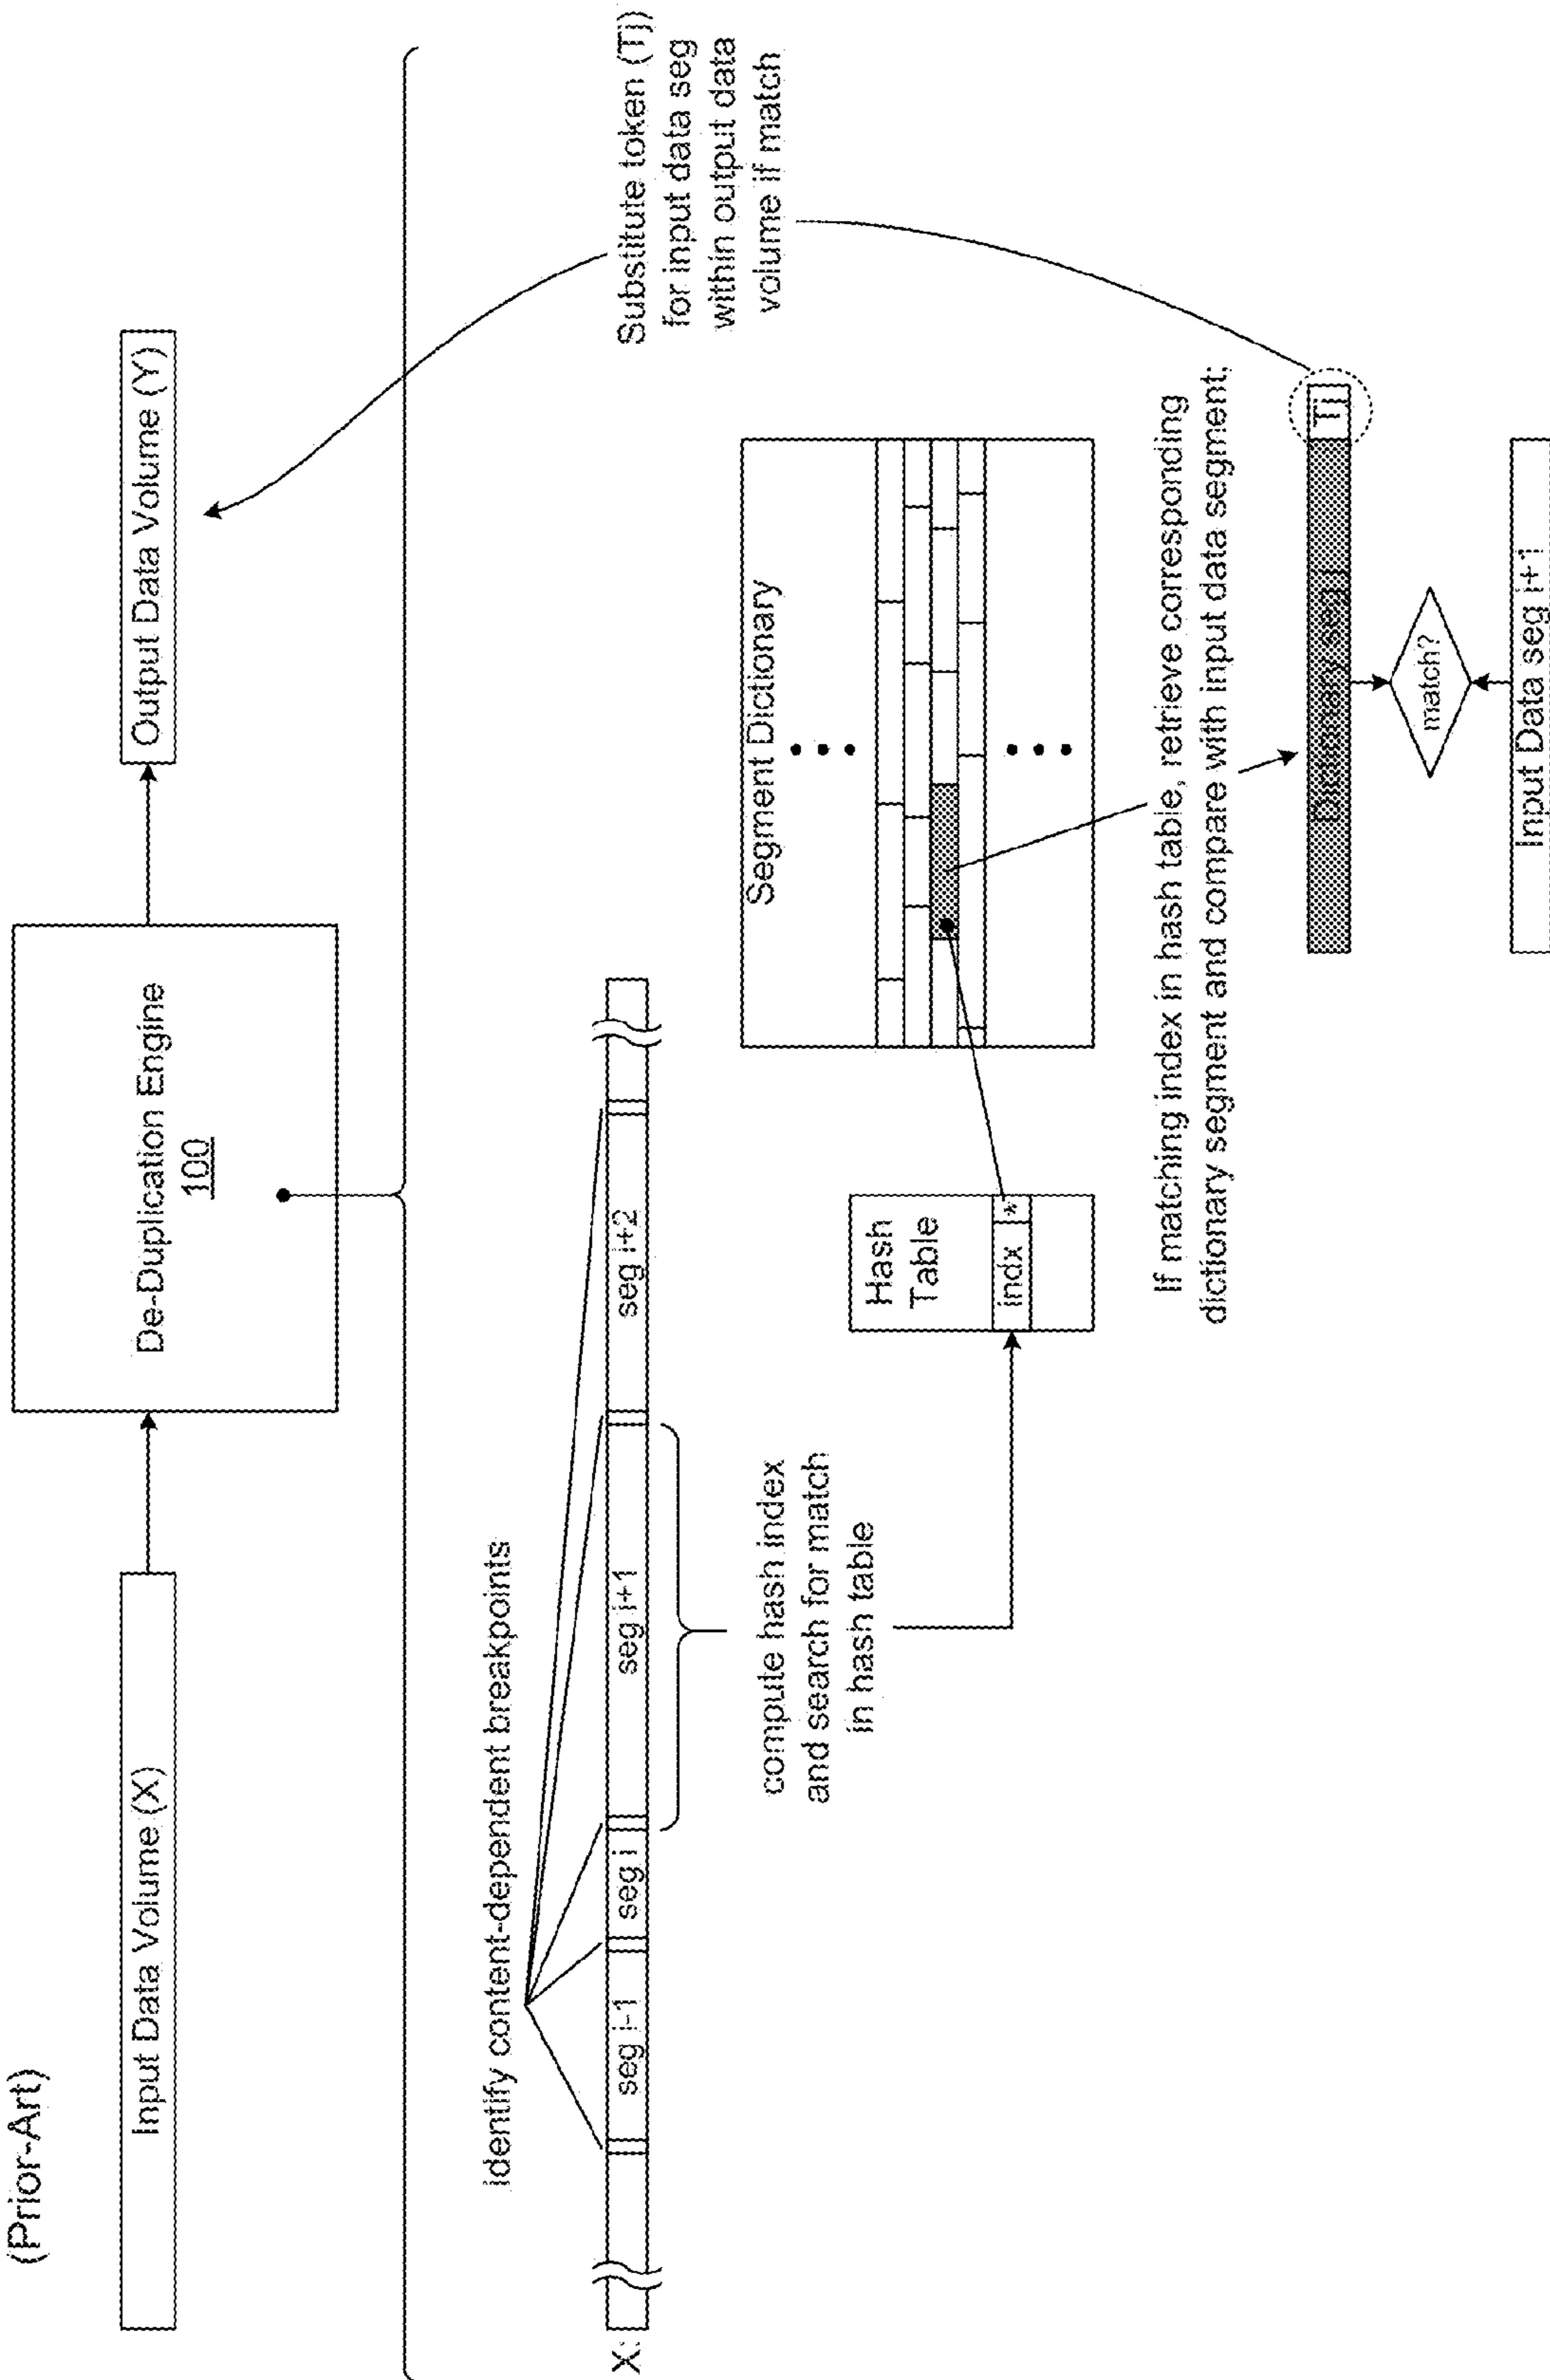 (Prior-Art)
Input Data Volume (X)
De-Duplication Engine
100
Output Data Volume (Y)
identify content-dependent breakpoints
X:
seg i-1
seg i
seg i+1
seg i+2
compute hash index
and search for match
in hash table
Hash
Table
indx
*
Segment Dictionary
Substitute token (Tj)
for input data seg
within output data
volume if match
If matching index in hash table, retrieve corresponding
dictionary segment and compare with input data segment;
Dictionary seg
Tj
match?
Input Data seg i+1